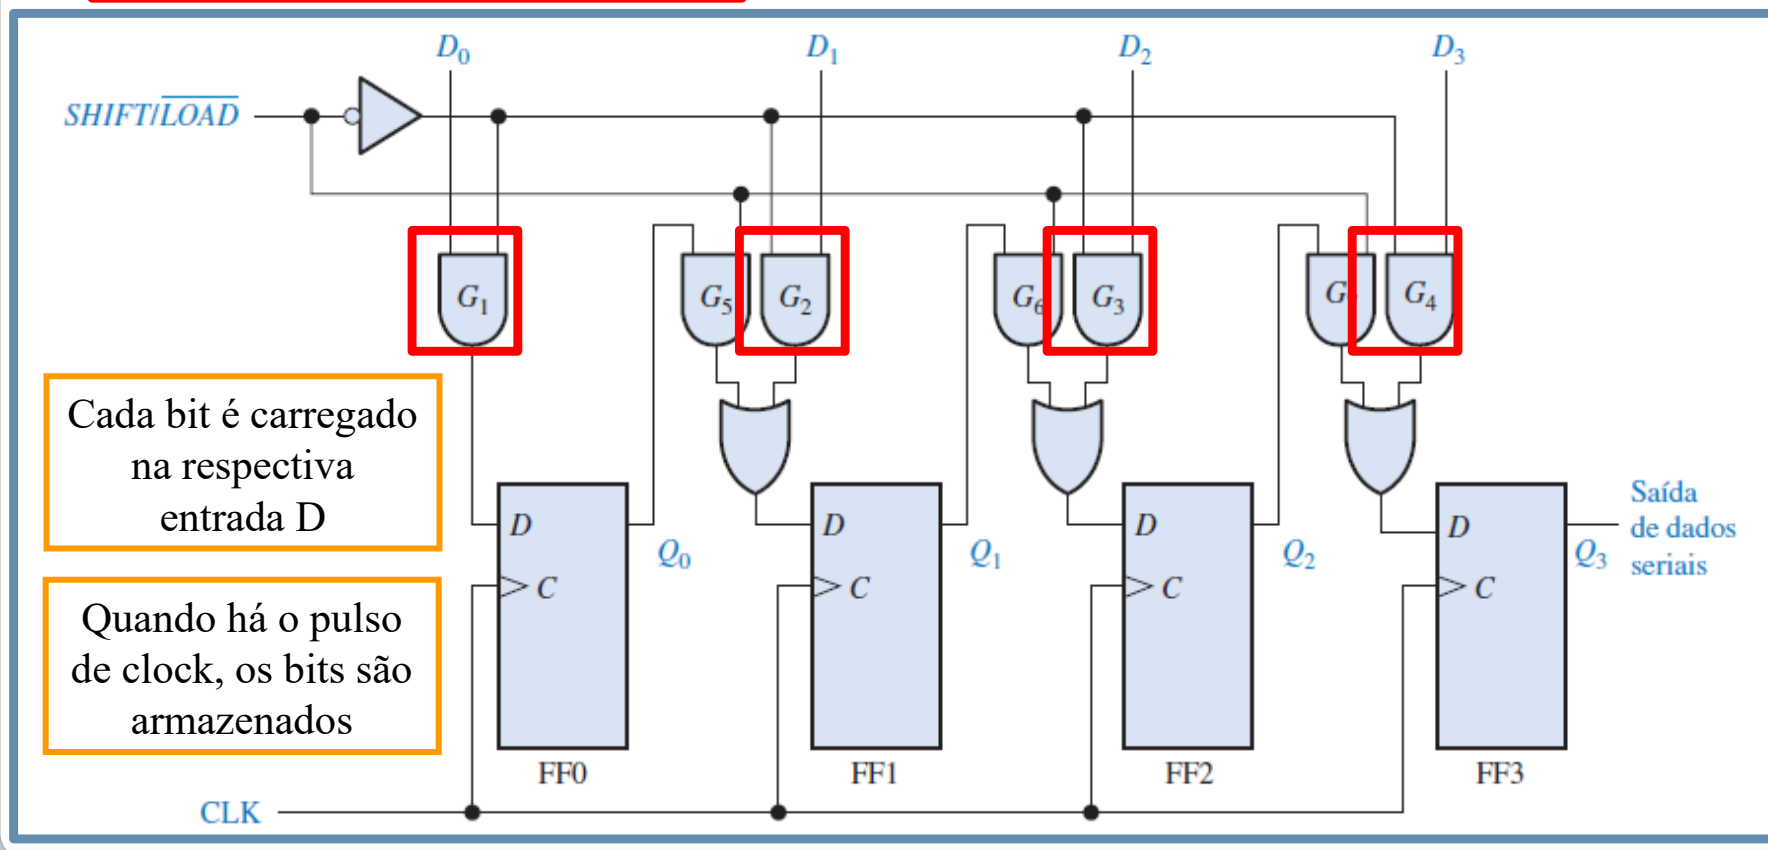 D₀ D₁ D₂ D₃
SHIFT/L̅O̅A̅D̅
G₁ G₅ G₂ G₆ G₃ G G₄
Cada bit é carregado
na respectiva
entrada D
Quando há o pulso
de clock, os bits são
armazenados
D Q₀ D Q₁ D Q₂ D Q₃
C C C C
Saída
de dados
seriais
FF0 FF1 FF2 FF3
CLK